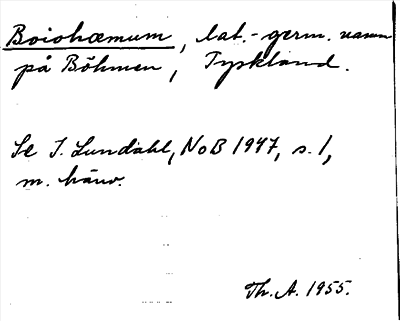 Boiohæmum, lat.-germ. namn
på Böhmen, Tyskland.
Se I. Lundahl, NoB 1947, s. 1,
m. hänv.
Th. A. 1955.